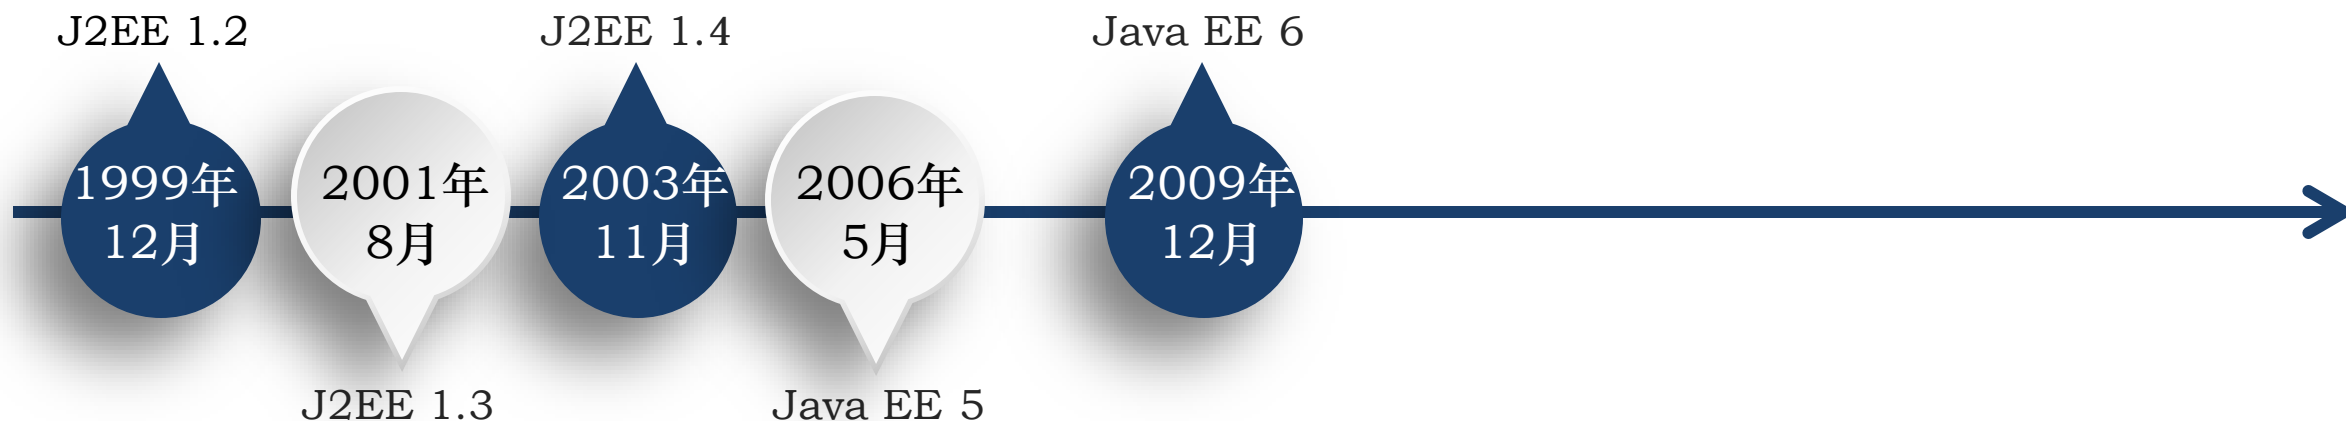 J2EE 1.2
J2EE 1.4
Java EE 6
1999年
12月
2001年
8月
2003年
11月
2006年
5月
2009年
12月
J2EE 1.3
Java EE 5